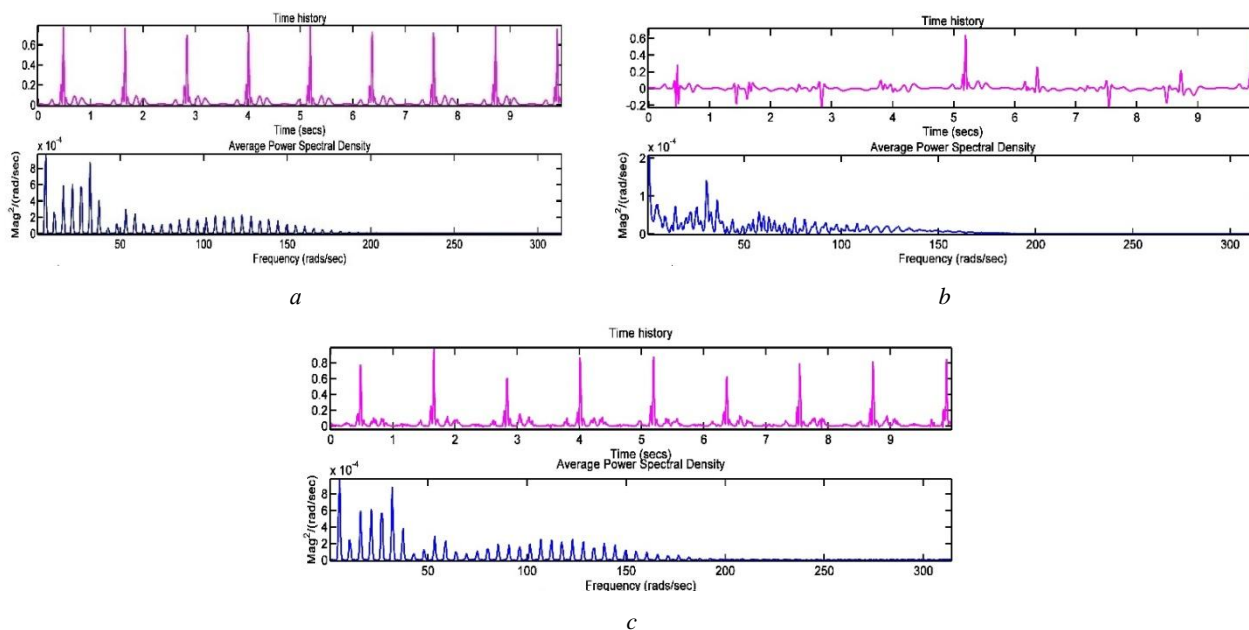 Time history
0.6
0.4
0.2
0
0 1 2 3 4 5 6 7 8 9
Time (secs)
x 10-4
Average Power Spectral Density
Mag2/(rad/sec)
8
6
4
2
0
50 100 150 200 250 300
Frequency (rads/sec)
a
Time history
0.6
0.4
0.2
0
-0.2
0 1 2 3 4 5 6 7 8 9
Time (secs)
x 10-4
Average Power Spectral Density
Mag2/(rad/sec)
2
1
0
50 100 150 200 250 300
Frequency (rads/sec)
b
Time history
0.8
0.6
0.4
0.2
0
0 1 2 3 4 5 6 7 8 9
Time (secs)
x 10-4
Average Power Spectral Density
Mag2/(rad/sec)
8
6
4
2
0
50 100 150 200 250 300
Frequency (rads/sec)
c